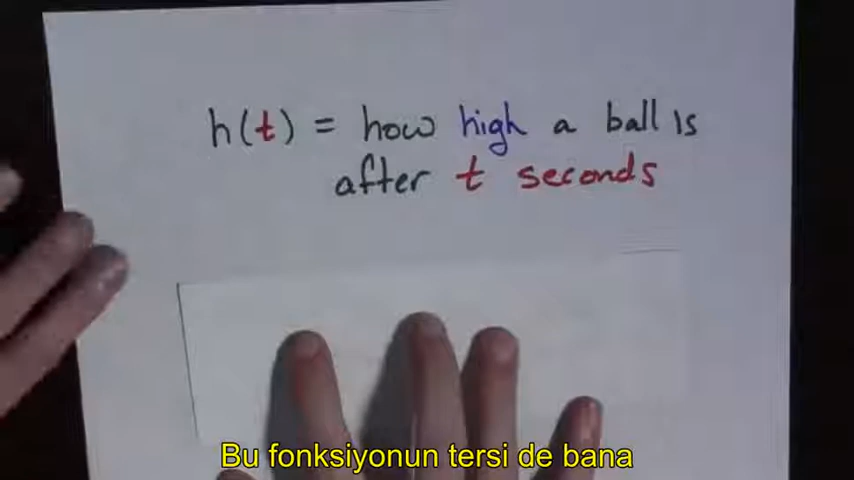 h(t) = how high a ball is
after t seconds
Bu fonksiyonun tersi de bana